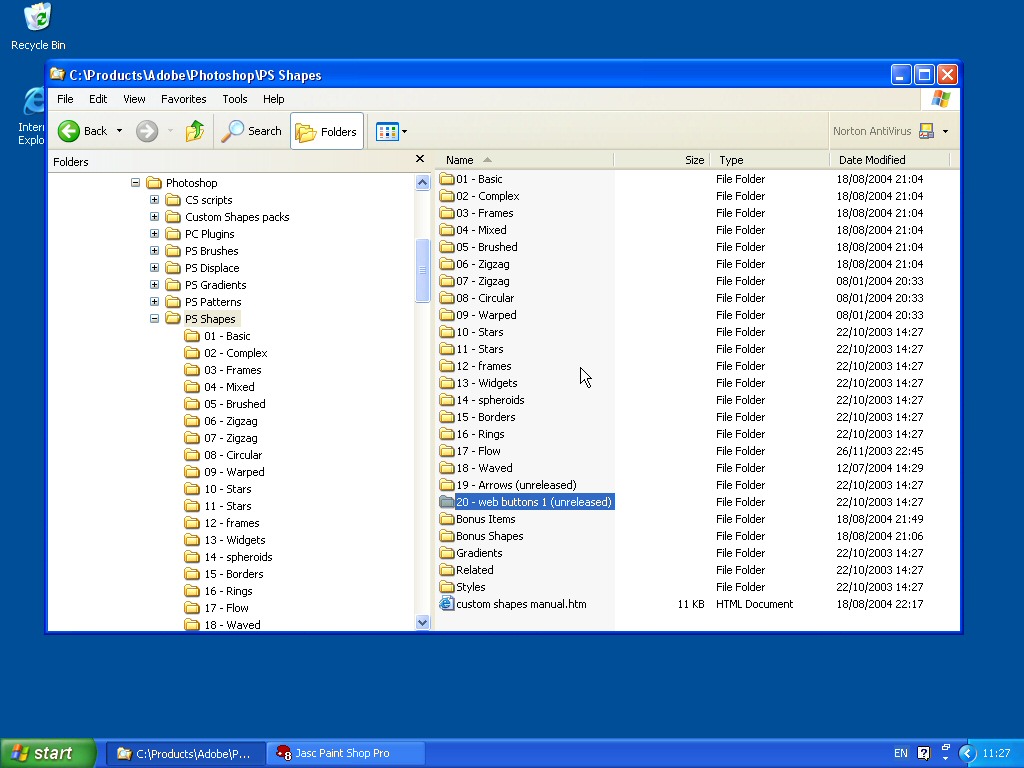 Recycle Bin
C:\Products\Adobe\Photoshop\PS Shapes
File Edit View Favorites Tools Help
Back Search Folders Norton AntiVirus
Folders
Name Size Type Date Modified
Photoshop
CS scripts
Custom Shapes packs
PC Plugins
PS Brushes
PS Displace
PS Gradients
PS Patterns
PS Shapes
01 - Basic
02 - Complex
03 - Frames
04 - Mixed
05 - Brushed
06 - Zigzag
07 - Zigzag
08 - Circular
09 - Warped
10 - Stars
11 - Stars
12 - frames
13 - Widgets
14 - spheroids
15 - Borders
16 - Rings
17 - Flow
18 - Waved
01 - Basic File Folder 18/08/2004 21:04
02 - Complex File Folder 18/08/2004 21:04
03 - Frames File Folder 18/08/2004 21:04
04 - Mixed File Folder 18/08/2004 21:04
05 - Brushed File Folder 18/08/2004 21:04
06 - Zigzag File Folder 18/08/2004 21:04
07 - Zigzag File Folder 08/01/2004 20:33
08 - Circular File Folder 08/01/2004 20:33
09 - Warped File Folder 08/01/2004 20:33
10 - Stars File Folder 22/10/2003 14:27
11 - Stars File Folder 22/10/2003 14:27
12 - frames File Folder 22/10/2003 14:27
13 - Widgets File Folder 22/10/2003 14:27
14 - spheroids File Folder 22/10/2003 14:27
15 - Borders File Folder 22/10/2003 14:27
16 - Rings File Folder 22/10/2003 14:27
17 - Flow File Folder 26/11/2003 22:45
18 - Waved File Folder 12/07/2004 14:29
19 - Arrows (unreleased) File Folder 22/10/2003 14:27
20 - web buttons 1 (unreleased) File Folder 22/10/2003 14:27
Bonus Items File Folder 18/08/2004 21:49
Bonus Shapes File Folder 18/08/2004 21:06
Gradients File Folder 22/10/2003 14:27
Related File Folder 22/10/2003 14:27
Styles File Folder 22/10/2003 14:27
custom shapes manual.htm 11 KB HTML Document 18/08/2004 22:17
Inter
Explo
start C:\Products\Adobe\P... 8 Jasc Paint Shop Pro EN ? 11:27